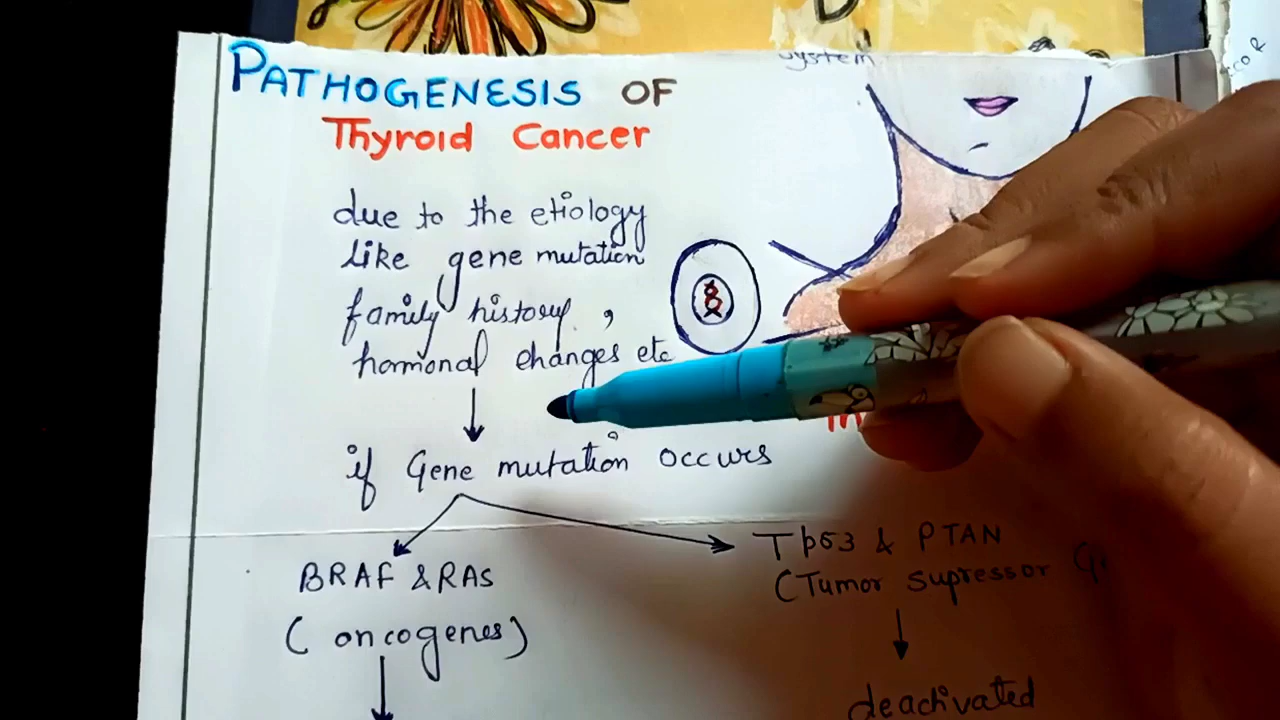 PATHOGENESIS OF
Thyroid Cancer
System
due to the etiology
like gene mutation
family history,
hormonal changes etc
if Gene mutation occurs
BRAF & RAS
(oncogenes)
Tp53 & PTAN
(Tumor supressor
deactivated